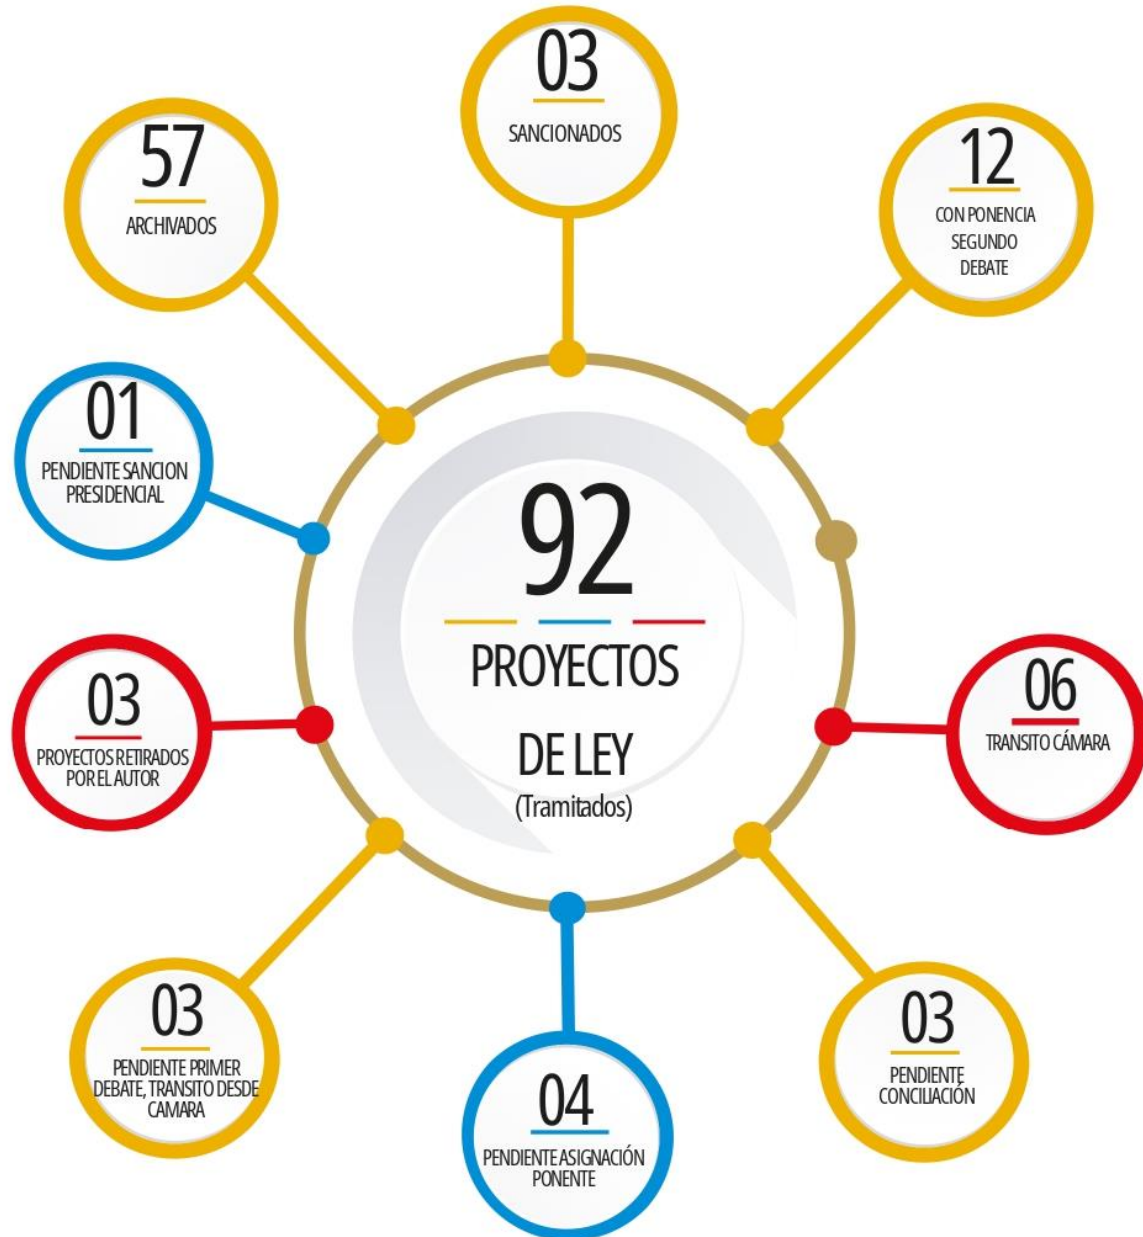 03
SANCIONADOS
57
ARCHIVADOS
12
CON PONENCIA
SEGUNDO
DEBATE
01
PENDIENTE SANCION
PRESIDENCIAL
92
PROYECTOS
DE LEY
(Tramitados)
03
PROYECTOS RETIRADOS
POR EL AUTOR
06
TRANSITO CÁMARA
03
PENDIENTE PRIMER
DEBATE, TRANSITO DESDE
CAMARA
04
PENDIENTE ASIGNACIÓN
PONENTE
03
PENDIENTE
CONCILIACIÓN